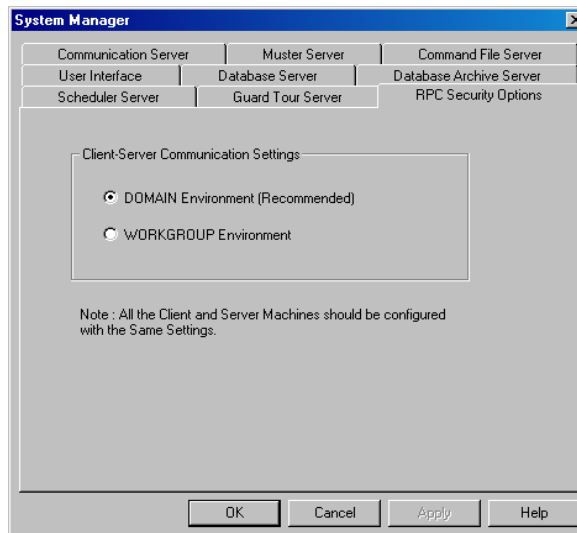 System Manager
Communication Server
Muster Server
Command File Server
User Interface
Database Server
Database Archive Server
Scheduler Server
Guard Tour Server
RPC Security Options
Client-Server Communication Settings
DOMAIN Environment (Recommended)
WORKGROUP Environment
Note : All the Client and Server Machines should be configured
with the Same Settings.
OK
Cancel
Apply
Help